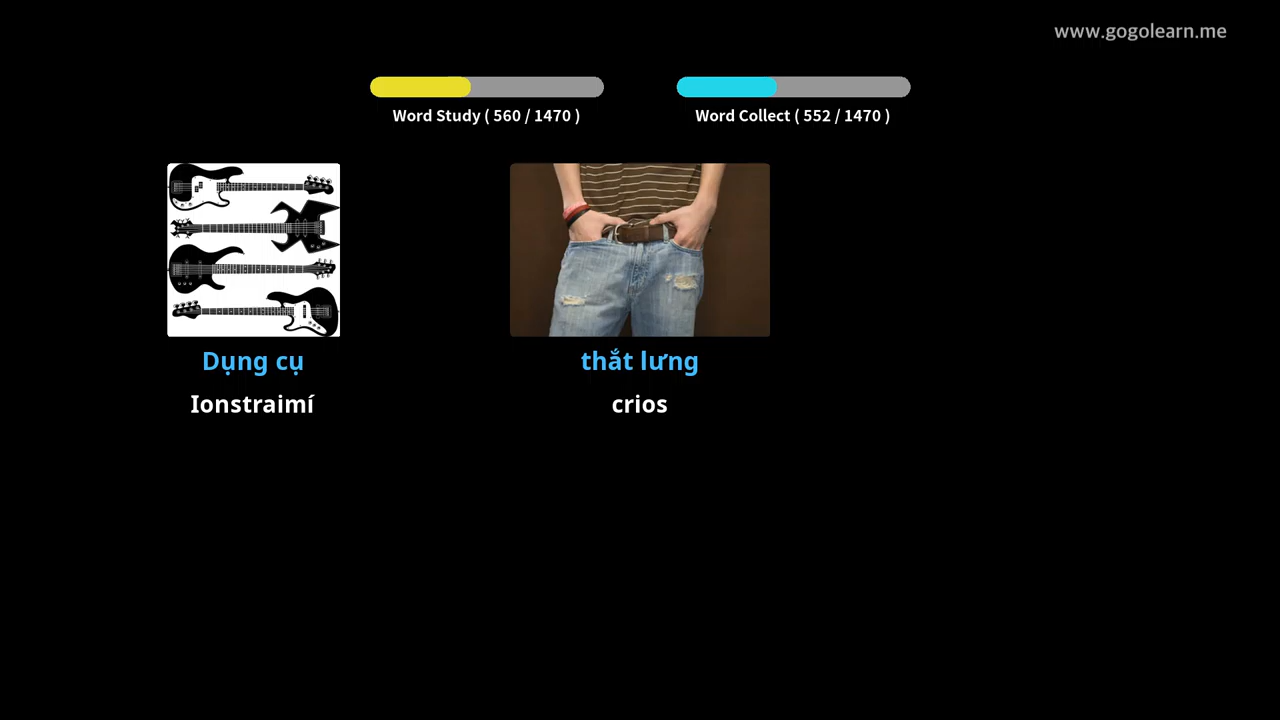 www.gogolearn.me
Word Study ( 560 / 1470 )
Word Collect ( 552 / 1470 )
Dụng cụ
thắt lưng
Ionstraimí
crios